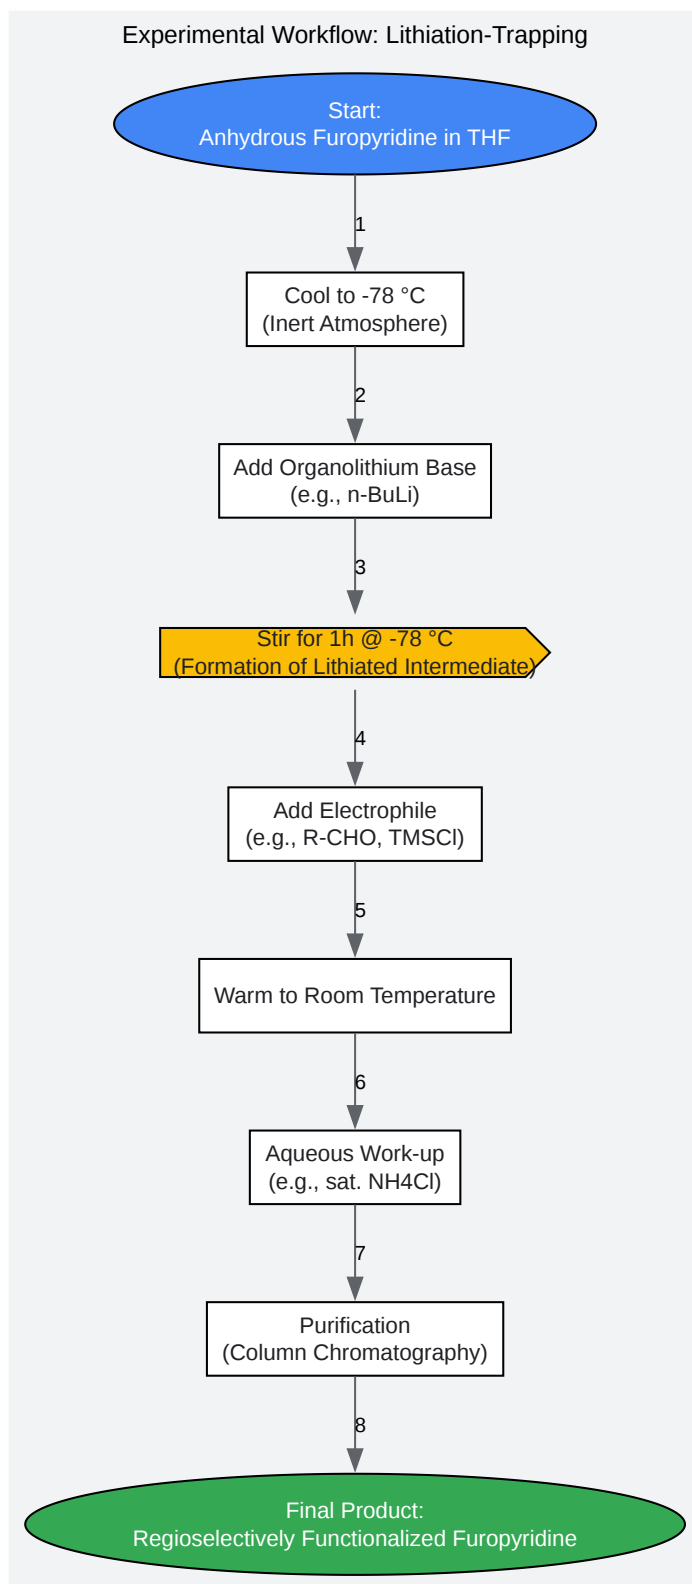 Experimental Workflow: Lithiation-Trapping
Start:
Anhydrous Furopyridine in THF
1
Cool to -78 °C
(Inert Atmosphere)
2
Add Organolithium Base
(e.g., n-BuLi)
3
Stir for 1h @ -78 °C
(Formation of Lithiated Intermediate)
4
Add Electrophile
(e.g., R-CHO, TMSCl)
5
Warm to Room Temperature
6
Aqueous Work-up
(e.g., sat. NH4Cl)
7
Purification
(Column Chromatography)
8
Final Product:
Regioselectively Functionalized Furopyridine